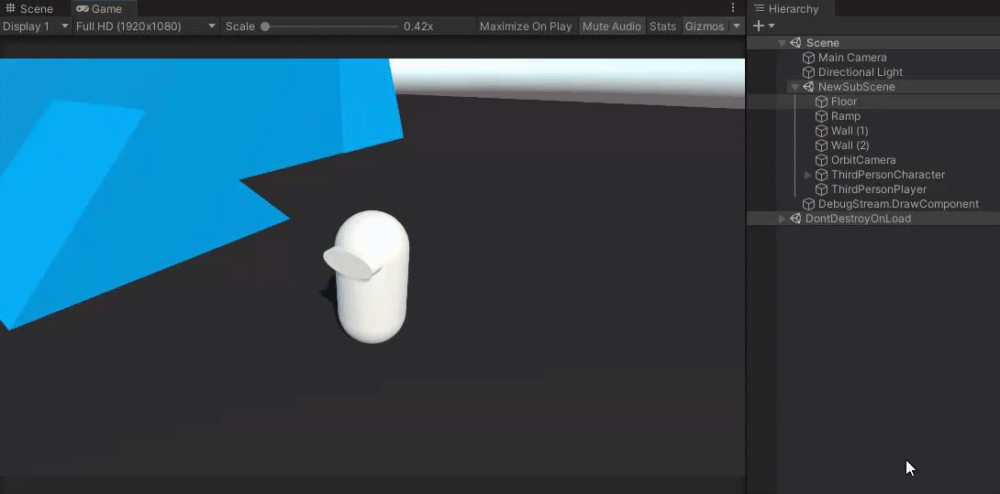 Scene Game
Display 1 Full HD (1920x1080) Scale 0.42x Maximize On Play Mute Audio Stats Gizmos
Hierarchy
Scene
Main Camera
Directional Light
NewSubScene
Floor
Ramp
Wall (1)
Wall (2)
OrbitCamera
ThirdPersonCharacter
ThirdPersonPlayer
DebugStream.DrawComponent
DontDestroyOnLoad